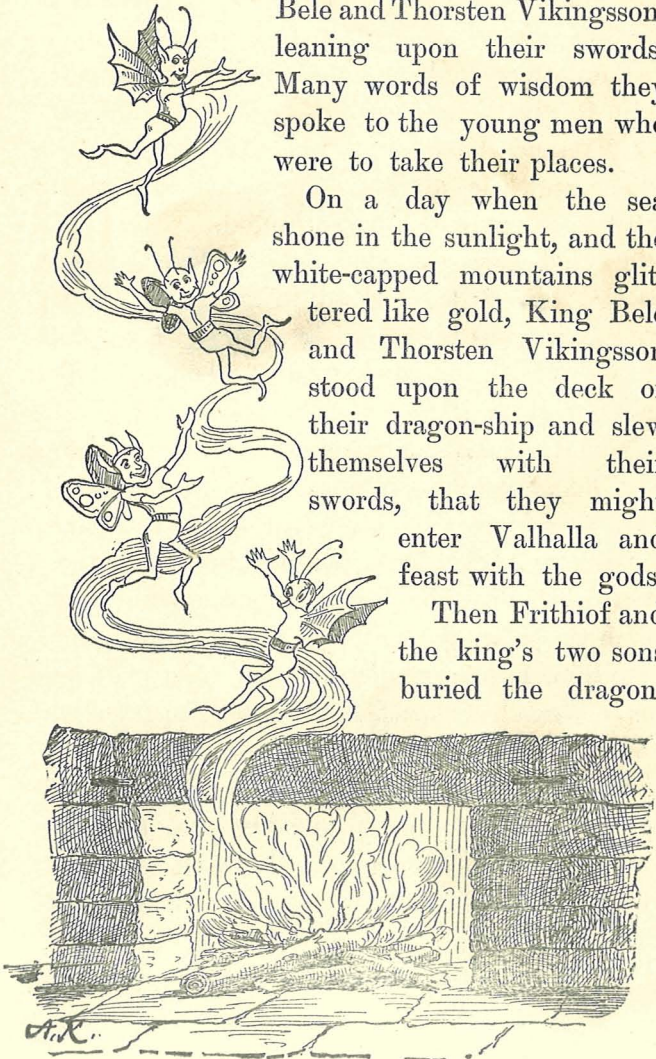 Bele and Thorsten Vikingsson
leaning upon their swords
Many words of wisdom they
spoke to the young men who
were to take their places.
On a day when the sea
shone in the sunlight, and the
white-capped mountains glit
tered like gold, King Bele
and Thorsten Vikingsson
stood upon the deck of
their dragon-ship and slew
themselves with their
swords, that they might
enter Valhalla and
feast with the gods
Then Frithiof and
the king's two sons
buried the dragon
A.K.